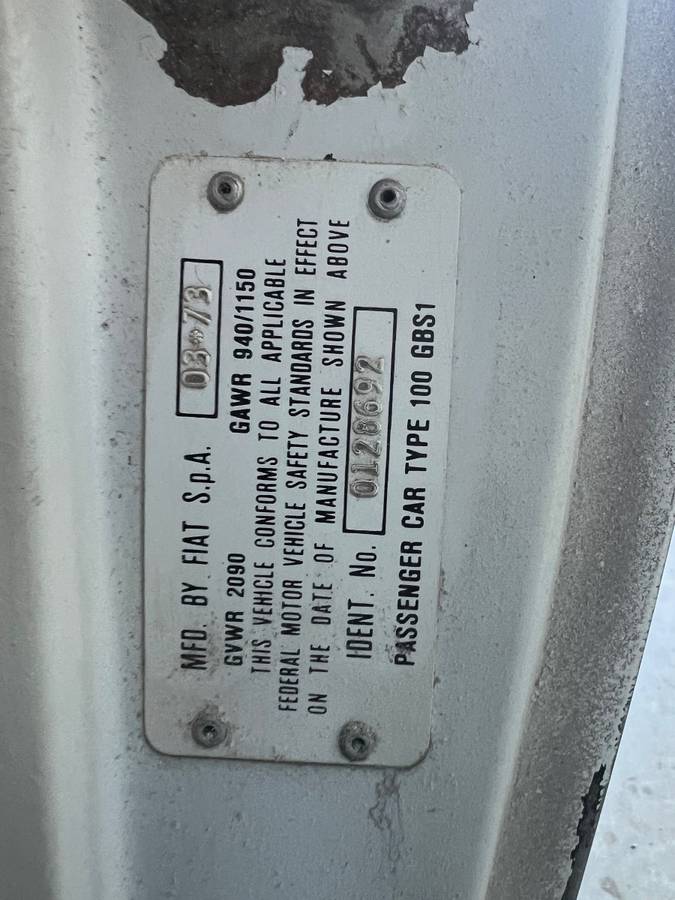 MFD. BY FIAT S.p.A. 03*73
GVWR 2090 GAWR 940/1150
THIS VEHICLE CONFORMS TO ALL APPLICABLE
FEDERAL MOTOR VEHICLE SAFETY STANDARDS IN EFFECT
ON THE DATE OF MANUFACTURE SHOWN ABOVE
IDENT. No. 0128692
PASSENGER CAR TYPE 100 GBS1